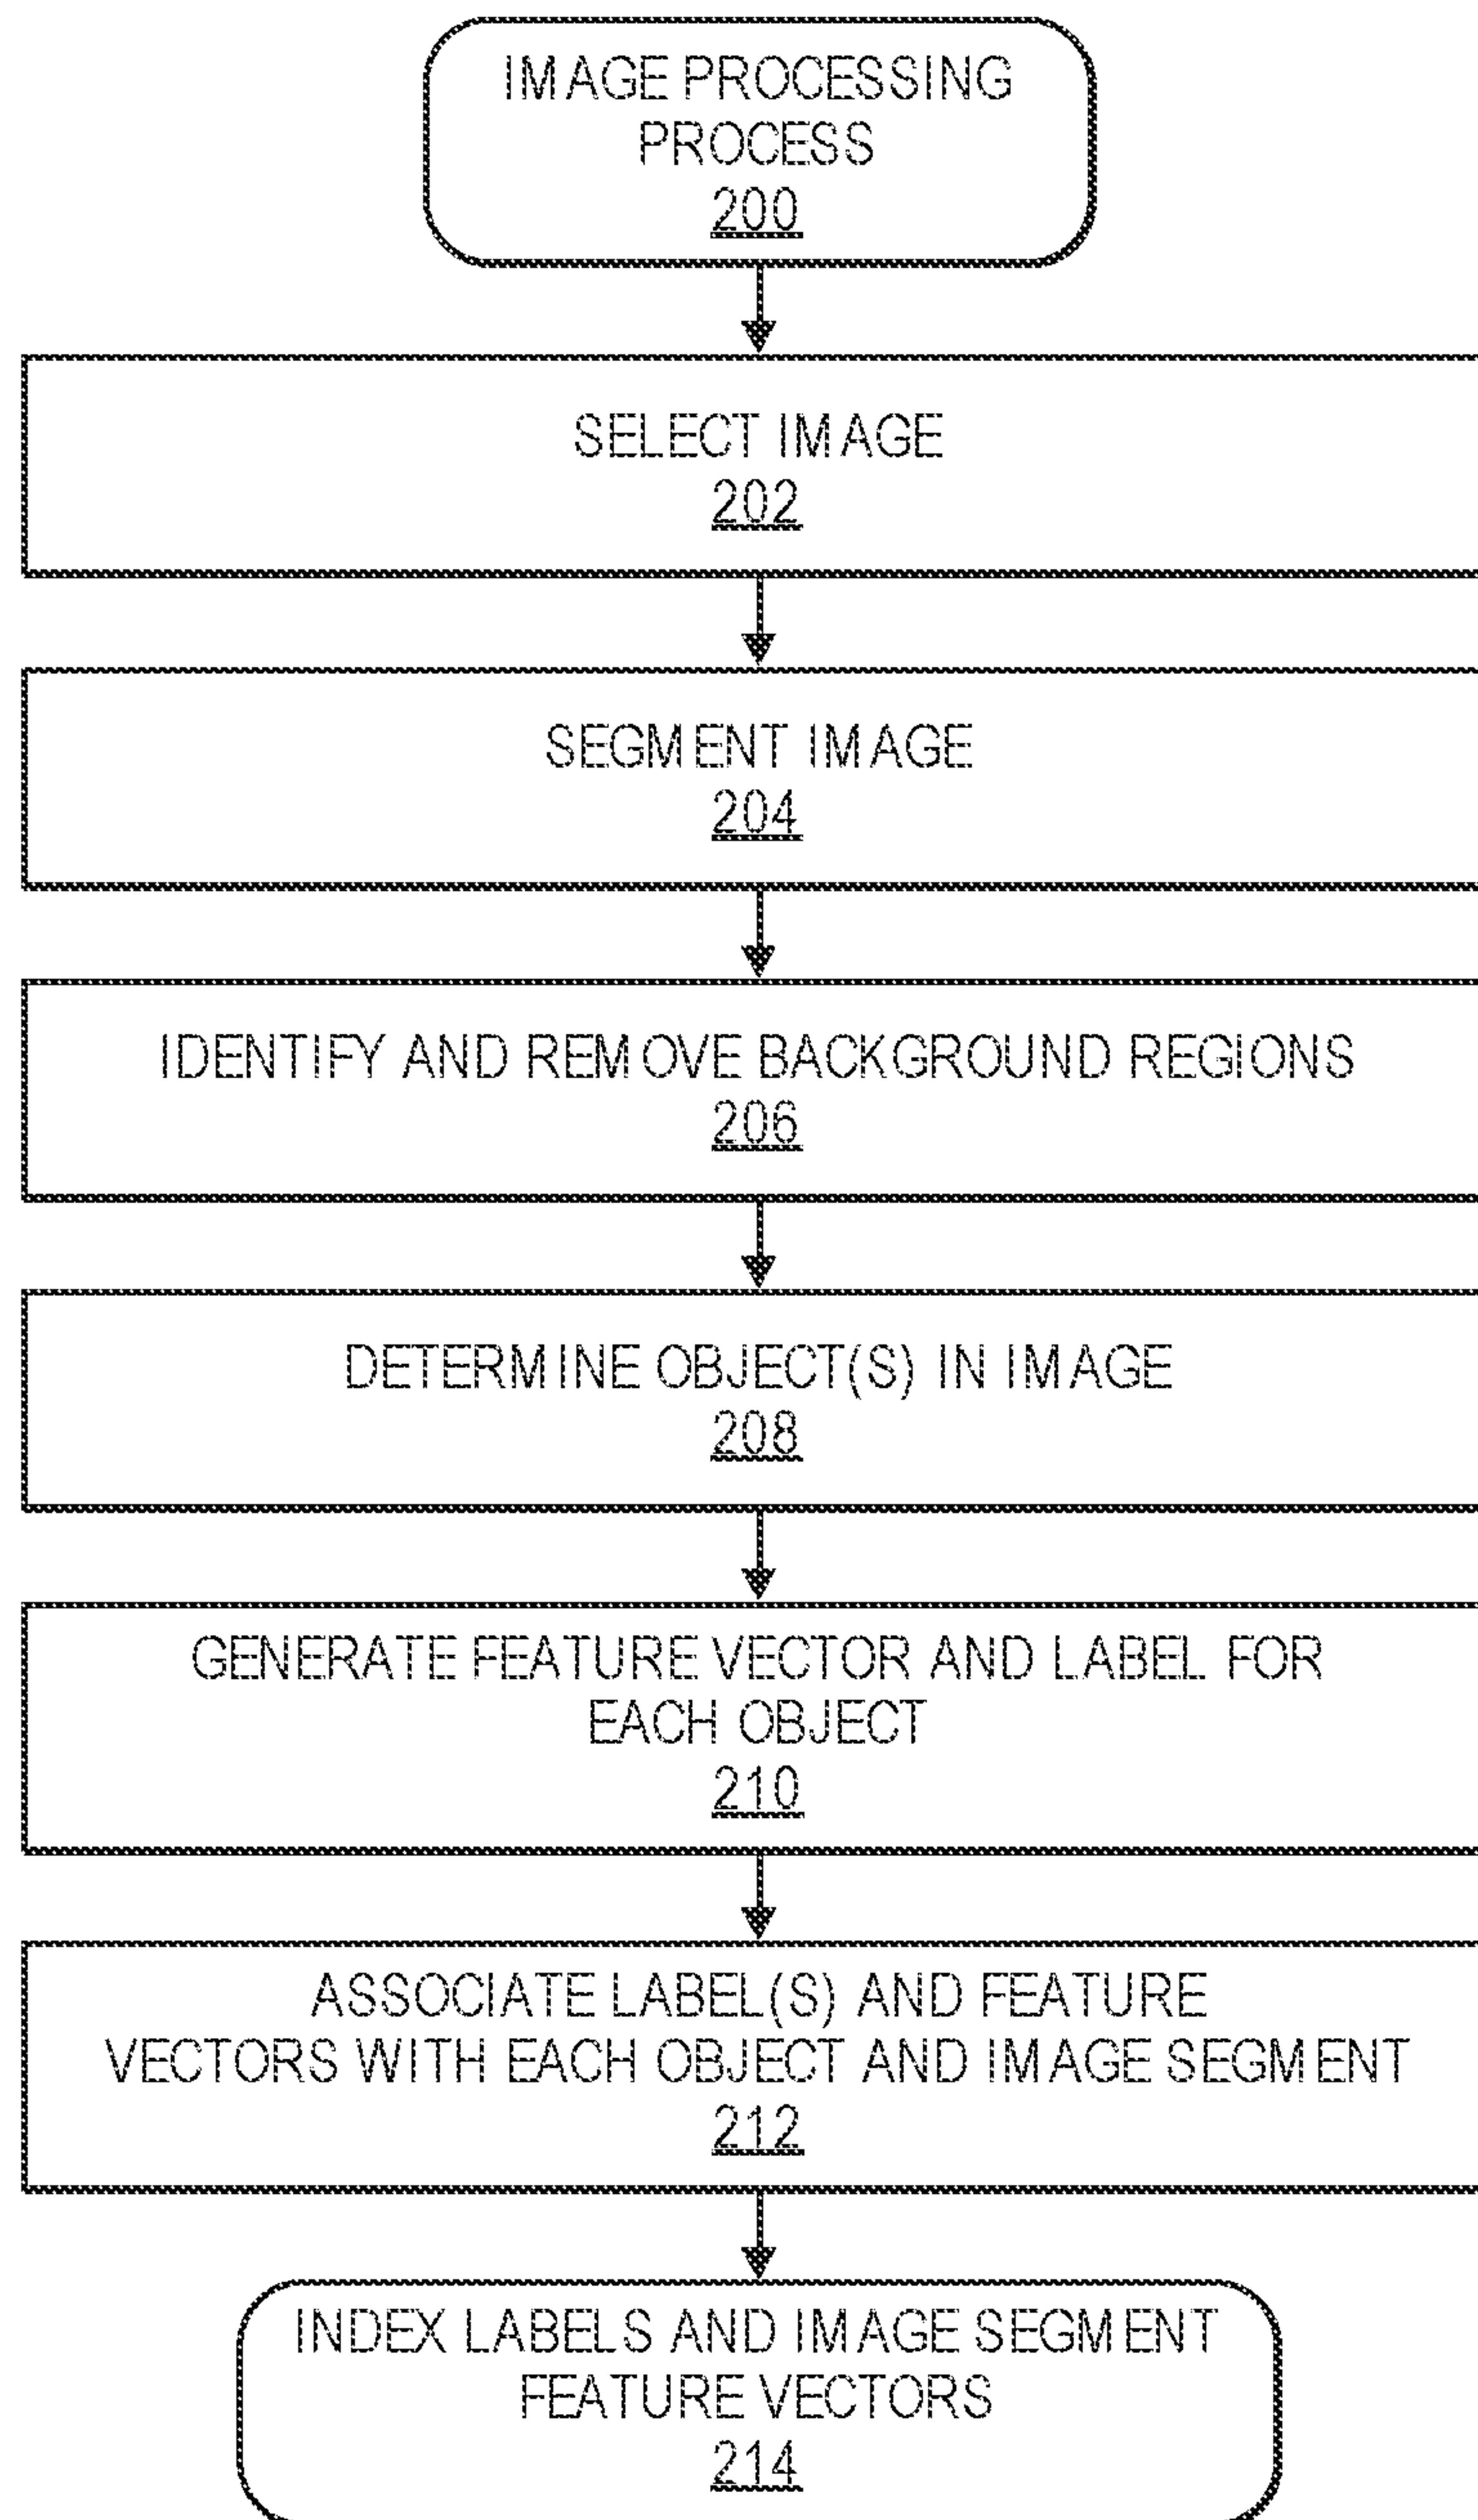 IMAGE PROCESSING
PROCESS
200
SELECT IMAGE
202
SEGMENT IMAGE
204
IDENTIFY AND REMOVE BACKGROUND REGIONS
206
DETERMINE OBJECT(S) IN IMAGE
208
GENERATE FEATURE VECTOR AND LABEL FOR
EACH OBJECT
210
ASSOCIATE LABEL(S) AND FEATURE
VECTORS WITH EACH OBJECT AND IMAGE SEGMENT
212
INDEX LABELS AND IMAGE SEGMENT
FEATURE VECTORS
214